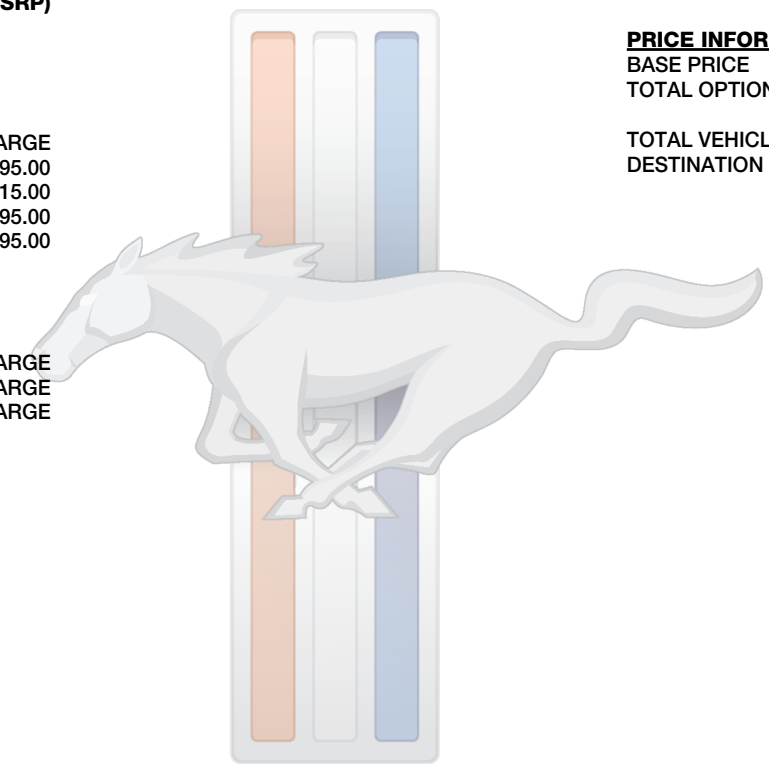 SRP)
ARGE
95.00
15.00
95.00
95.00
ARGE
ARGE
ARGE
PRICE INFOR
BASE PRICE
TOTAL OPTION
TOTAL VEHICL
DESTINATION